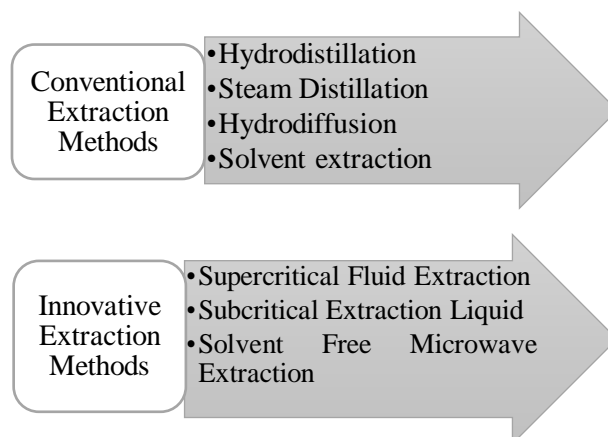 Conventional
Extraction
Methods
•Hydrodistillation
•Steam Distillation
•Hydrodiffusion
•Solvent extraction
Innovative
Extraction
Methods
•Supercritical Fluid Extraction
•Subcritical Extraction Liquid
•Solvent Free Microwave
Extraction